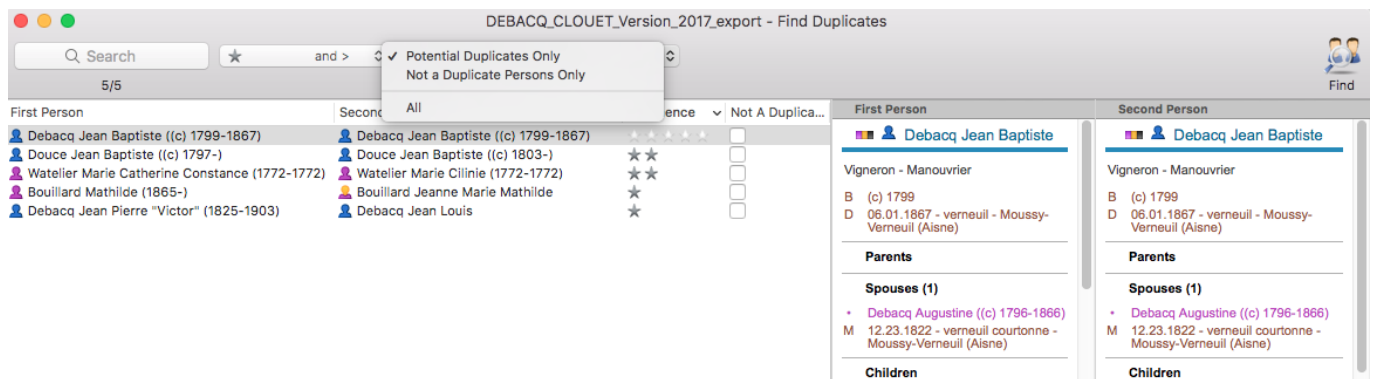 DEBACQ_CLOUET_Version_2017_export - Find Duplicates
Search
and >
Potential Duplicates Only
Not a Duplicate Persons Only
All
5/5
Find
First Person
Second
ence
Not A Duplica...
Debacq Jean Baptiste ((c) 1799-1867)
Debacq Jean Baptiste ((c) 1799-1867)
Douce Jean Baptiste ((c) 1797-)
Douce Jean Baptiste ((c) 1803-)
Watelier Marie Catherine Constance (1772-1772)
Watelier Marie Cilinie (1772-1772)
Bouillard Mathilde (1865-)
Bouillard Jeanne Marie Mathilde
Debacq Jean Pierre "Victor" (1825-1903)
Debacq Jean Louis
First Person
Debacq Jean Baptiste
Vigneron - Manouvrier
B (c) 1799
D 06.01.1867 - verneuil - Moussy-
Verneuil (Aisne)
Parents
Spouses (1)
• Debacq Augustine ((c) 1796-1866)
M 12.23.1822 - verneuil courtonne -
Moussy-Verneuil (Aisne)
Children
Second Person
Debacq Jean Baptiste
Vigneron - Manouvrier
B (c) 1799
D 06.01.1867 - verneuil - Moussy-
Verneuil (Aisne)
Parents
Spouses (1)
• Debacq Augustine ((c) 1796-1866)
M 12.23.1822 - verneuil courtonne -
Moussy-Verneuil (Aisne)
Children